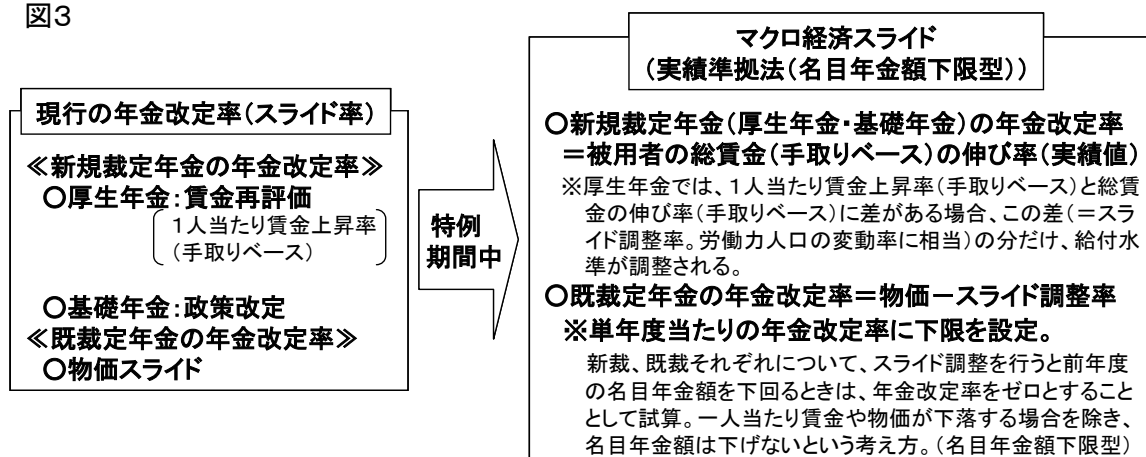 図3
現行の年金改定率(スライド率)
≪新規裁定年金の年金改定率≫
○厚生年金:賃金再評価
1人当たり賃金上昇率
(手取りベース)
○基礎年金:政策改定
≪既裁定年金の年金改定率≫
○物価スライド
特例
期間中
マクロ経済スライド
(実績準拠法(名目年金額下限型))
○新規裁定年金(厚生年金・基礎年金)の年金改定率
=被用者の総賃金(手取りベース)の伸び率(実績値)
※厚生年金では、1人当たり賃金上昇率(手取りベース)と総賃
金の伸び率(手取りベース)に差がある場合、この差(=スラ
イド調整率。労働力人口の変動率に相当)の分だけ、給付水
準が調整される。
○既裁定年金の年金改定率=物価-スライド調整率
※単年度当たりの年金改定率に下限を設定。
新裁、既裁それぞれについて、スライド調整を行うと前年度
の名目年金額を下回るときは、年金改定率をゼロとすること
として試算。一人当たり賃金や物価が下落する場合を除き、
名目年金額は下げないという考え方。(名目年金額下限型)